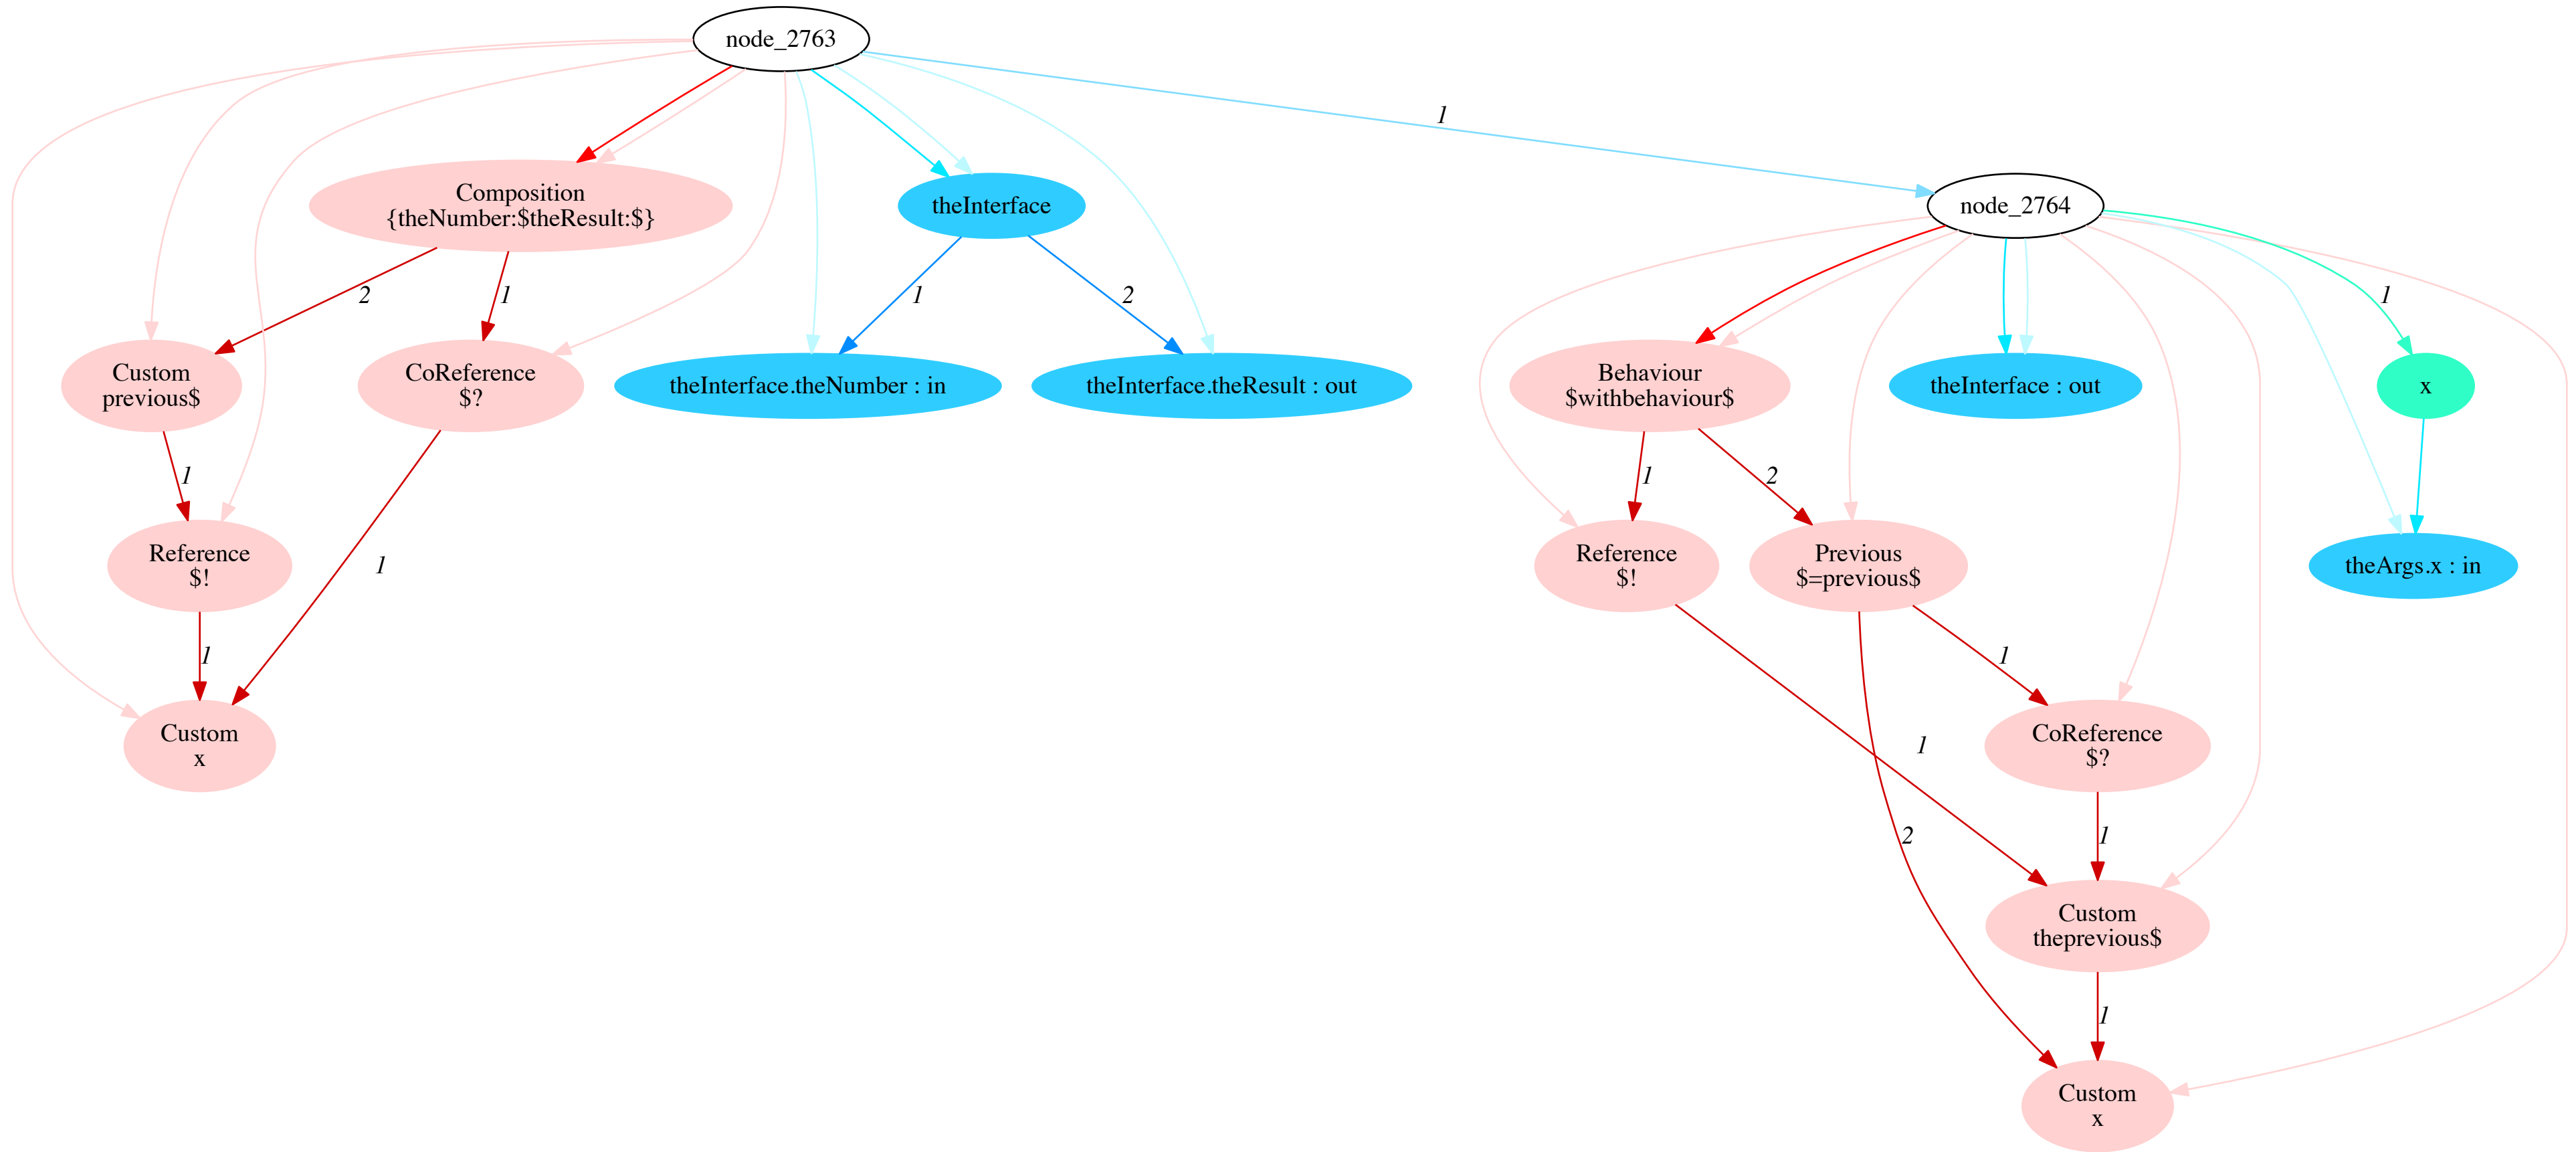 node_2763
1
Composition
{theNumber:$theResult:$}
theInterface
node_2764
2
1
1
2
1
Custom
previous$
CoReference
$?
theInterface.theNumber : in
theInterface.theResult : out
Behaviour
$withbehaviour$
theInterface : out
x
1
1
2
Reference
$!
1
Reference
$!
Previous
$=previous$
theArgs.x : in
1
1
Custom
x
1
CoReference
$?
2
1
Custom
theprevious$
1
Custom
x